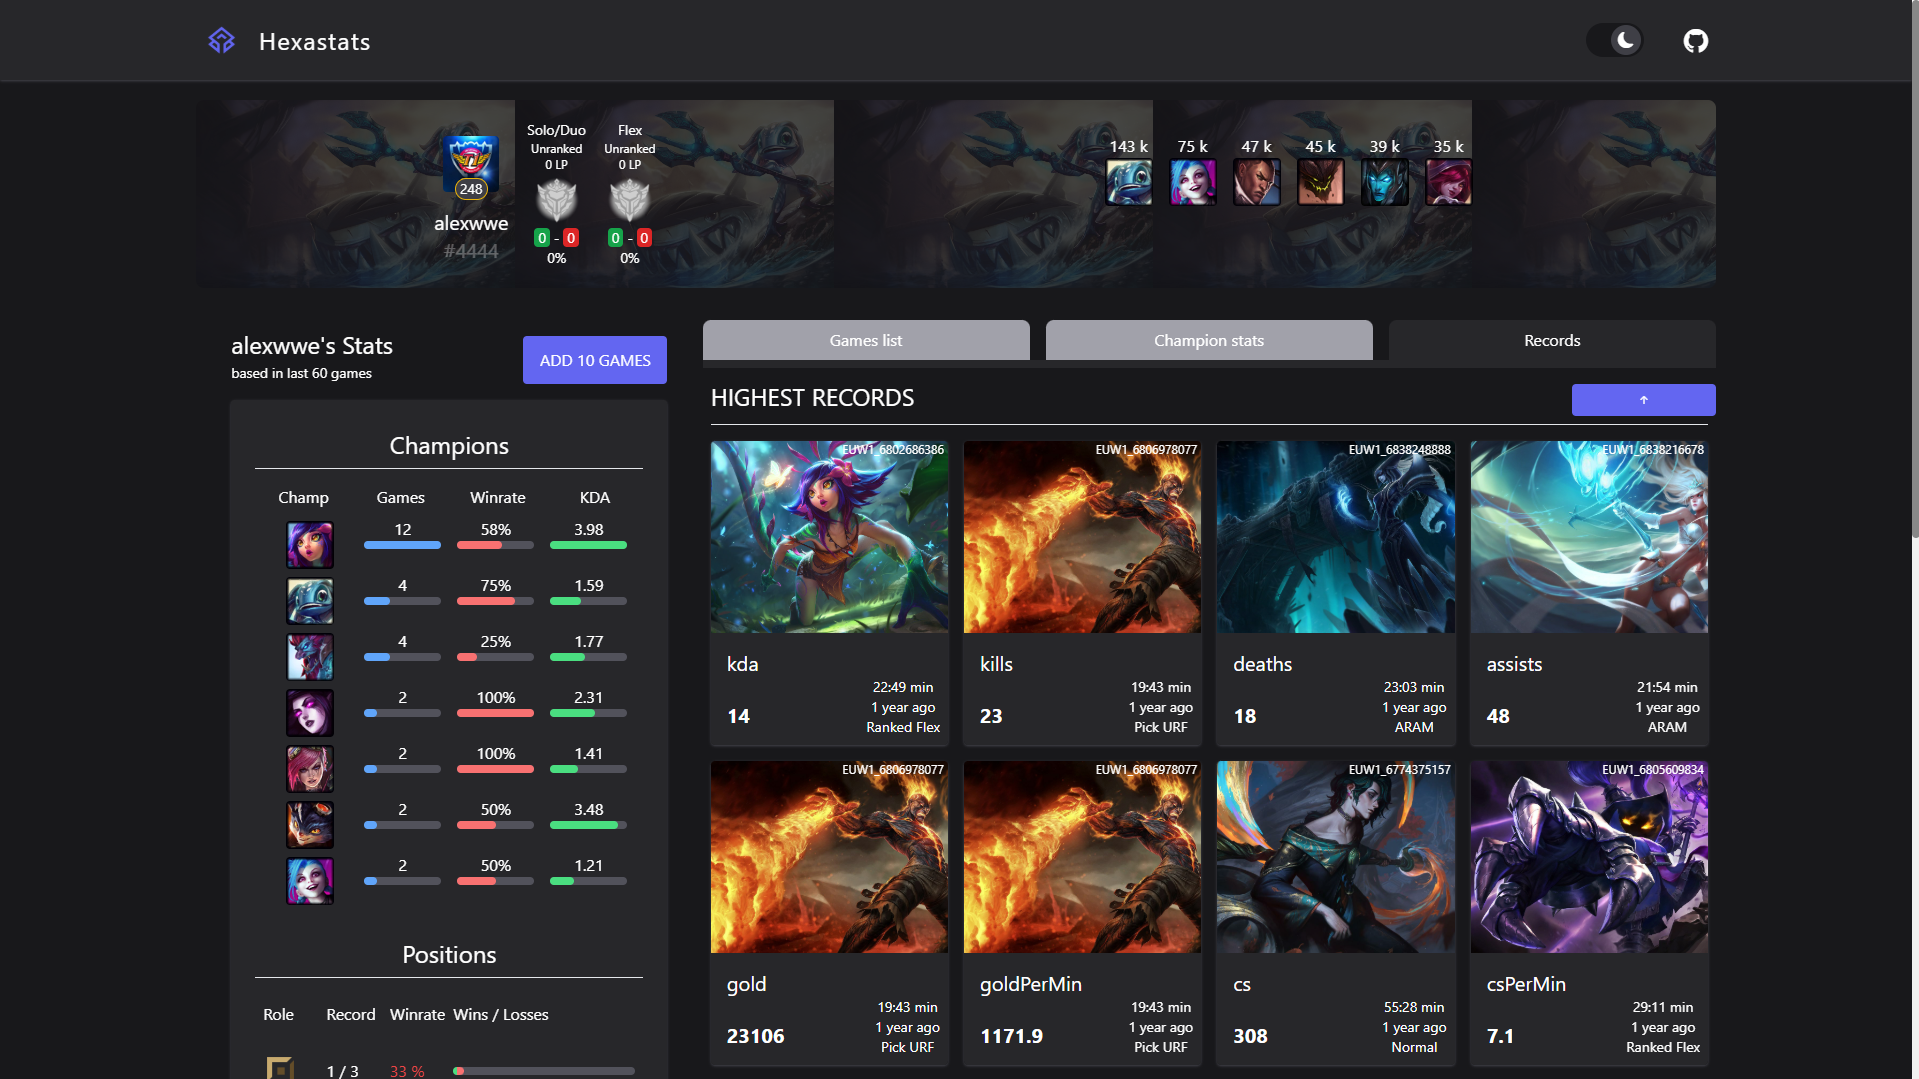 Hexastats
248
alexwwe
#4444
Solo/Duo
Unranked
0 LP
0 - 0
0%
Flex
Unranked
0 LP
0 - 0
0%
143 k
75 k
47 k
45 k
39 k
35 k
alexwwe's Stats
based in last 60 games
ADD 10 GAMES
Champions
Champ Games Winrate KDA
12 58% 3.98
4 75% 1.59
4 25% 1.77
2 100% 2.31
2 100% 1.41
2 50% 3.48
2 50% 1.21
Positions
Role Record Winrate Wins / Losses
1 / 3 33 %
Games list
Champion stats
Records
HIGHEST RECORDS
↑
EUW1_6802686386
kda
14
22:49 min
1 year ago
Ranked Flex
EUW1_6806978077
kills
23
19:43 min
1 year ago
Pick URF
EUW1_6838248888
deaths
18
23:03 min
1 year ago
ARAM
EUW1_6838216678
assists
48
21:54 min
1 year ago
ARAM
EUW1_6806978077
gold
23106
19:43 min
1 year ago
Pick URF
EUW1_6806978077
goldPerMin
1171.9
19:43 min
1 year ago
Pick URF
EUW1_6774375157
cs
308
55:28 min
1 year ago
Normal
EUW1_6805609834
csPerMin
7.1
29:11 min
1 year ago
Ranked Flex